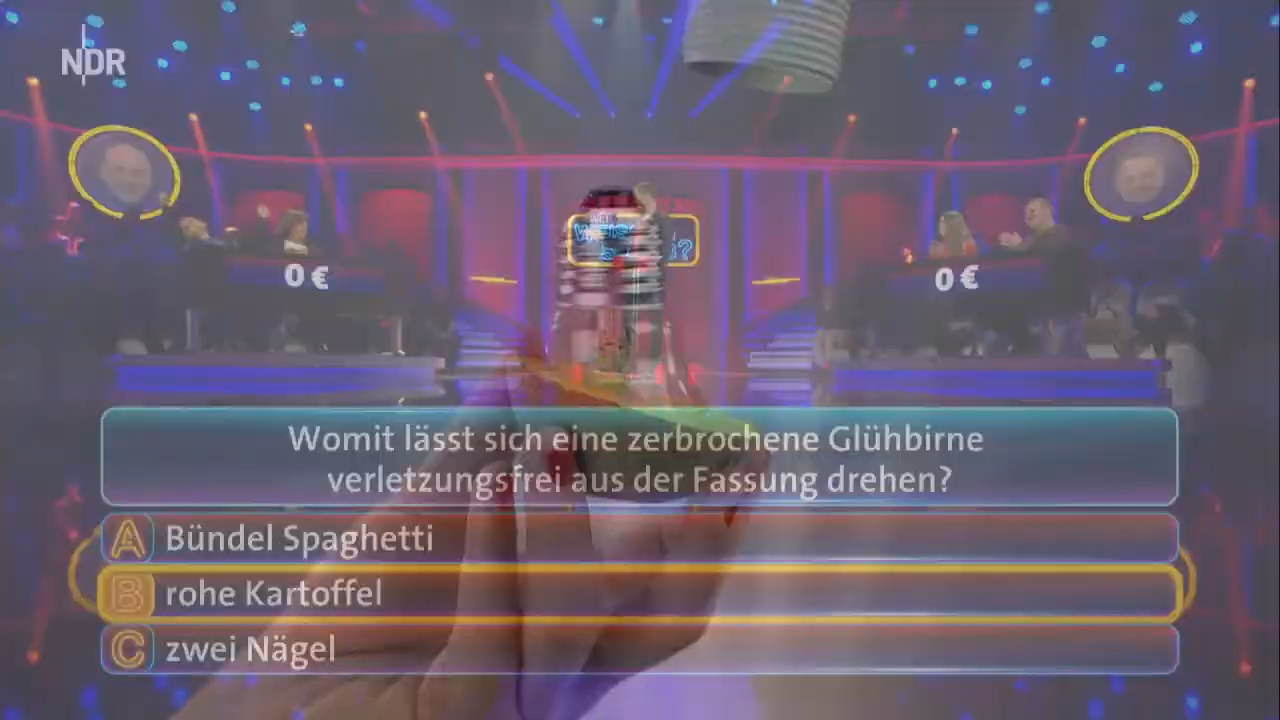 NDR
0 €
0 €
Womit lässt sich eine zerbrochene Glühbirne
verletzungsfrei aus der Fassung drehen?
A Bündel Spaghetti
B rohe Kartoffel
C zwei Nägel